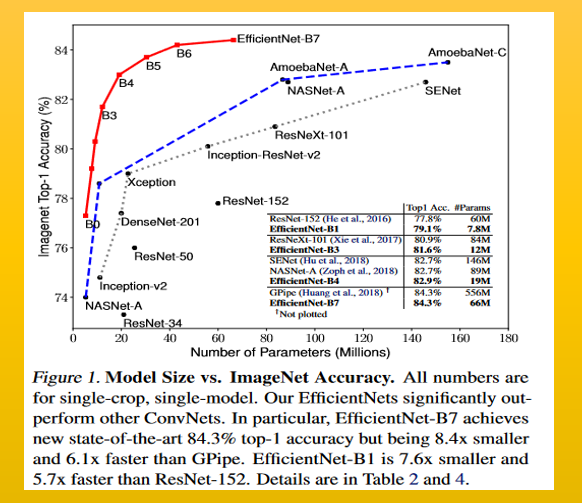 84
82
80
78
76
74
Imagenet Top-1 Accuracy (%)
EfficientNet-B7
B6
AmoebaNet-C
B5
AmoebaNet-A
B4
NASNet-A
SENet
B3
ResNeXt-101
Inception-ResNet-v2
Xception
ResNet-152
B0
DenseNet-201
ResNet-50
Inception-v2
NASNet-A
ResNet-34
Top1 Acc. #Params
ResNet-152 (He et al., 2016) 77.8% 60M
EfficientNet-B1 79.1% 7.8M
ResNeXt-101 (Xie et al., 2017) 80.9% 84M
EfficientNet-B3 81.6% 12M
SENet (Hu et al., 2018) 82.7% 146M
NASNet-A (Zoph et al., 2018) 82.7% 89M
EfficientNet-B4 82.9% 19M
GPipe (Huang et al., 2018) † 84.3% 556M
EfficientNet-B7 84.3% 66M
†Not plotted
0 20 40 60 80 100 120 140 160 180
Number of Parameters (Millions)
Figure 1. Model Size vs. ImageNet Accuracy. All numbers are
for single-crop, single-model. Our EfficientNets significantly out-
perform other ConvNets. In particular, EfficientNet-B7 achieves
new state-of-the-art 84.3% top-1 accuracy but being 8.4x smaller
and 6.1x faster than GPipe. EfficientNet-B1 is 7.6x smaller and
5.7x faster than ResNet-152. Details are in Table 2 and 4.